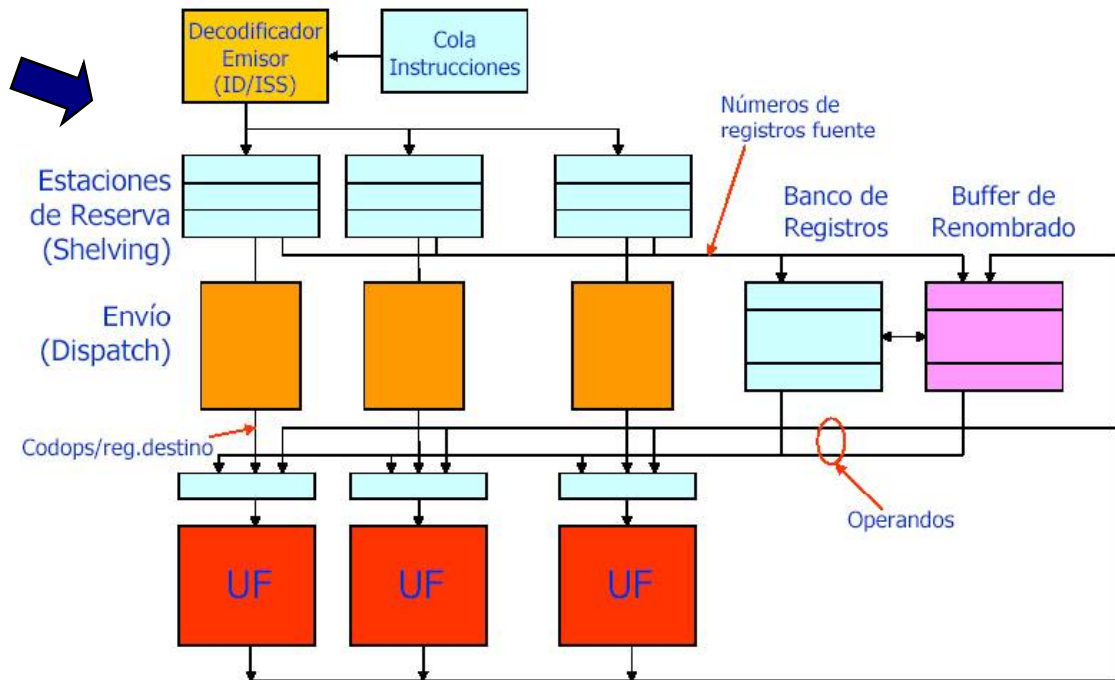 Decodificador
Emisor
(ID/ISS)
Cola
Instrucciones
Números de
registros fuente
Estaciones
de Reserva
(Shelving)
Banco de
Registros
Buffer de
Renombrado
Envío
(Dispatch)
Codops/reg.destino
Operandos
UF
UF
UF